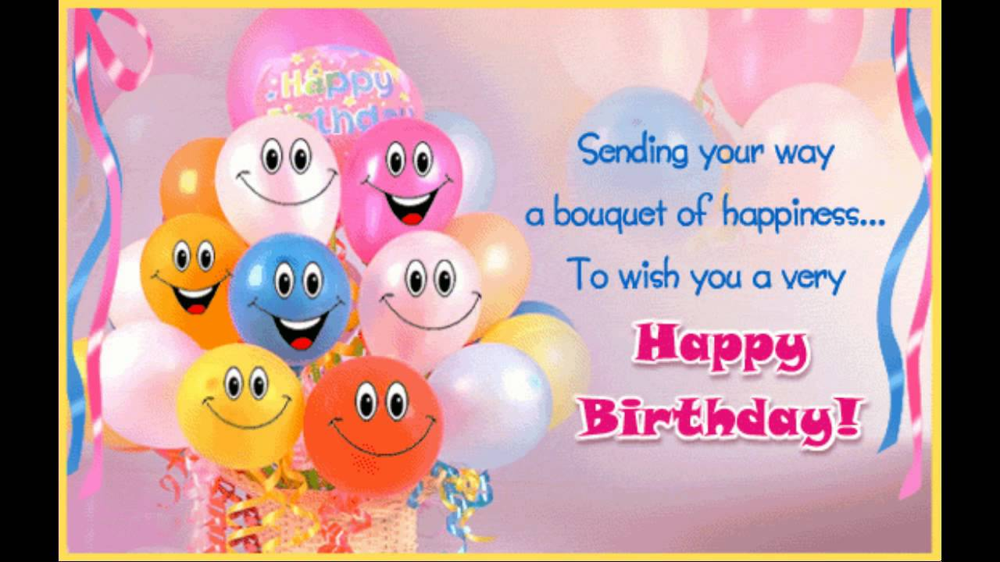 Happy
Birthday
Sending your way
a bouquet of happiness...
To wish you a very
Happy
Birthday!